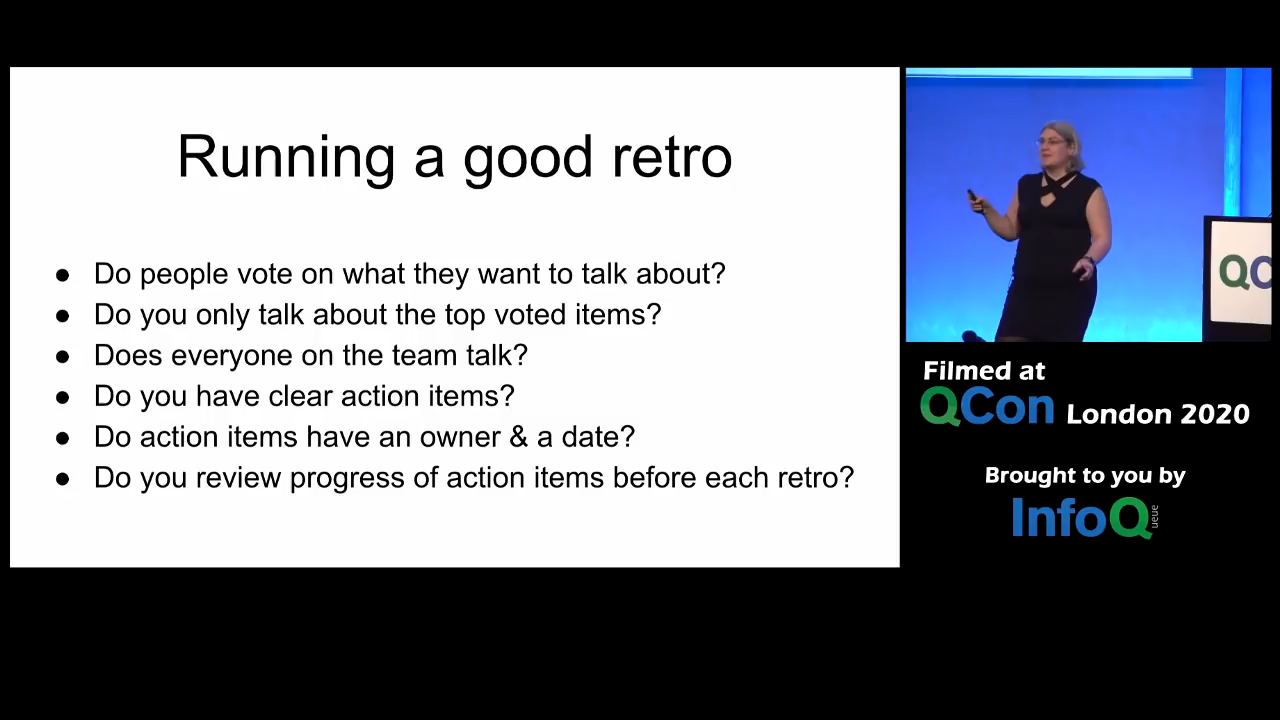 Running a good retro
● Do people vote on what they want to talk about?
● Do you only talk about the top voted items?
● Does everyone on the team talk?
● Do you have clear action items?
● Do action items have an owner & a date?
● Do you review progress of action items before each retro?
QC
Filmed at
QCon London 2020
Brought to you by
InfoQ
ueue